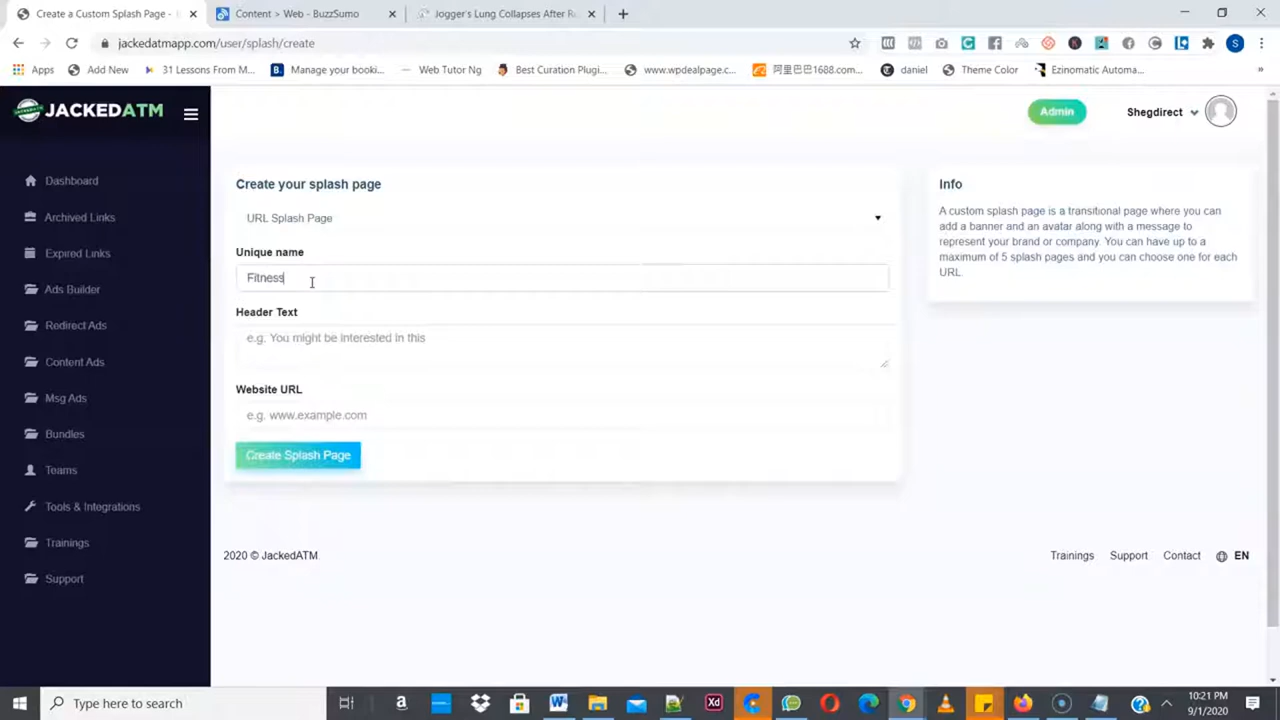 Create a Custom Splash Page -
Content > Web - BuzzSumo
Jogger's Lung Collapses After Ru
jackedatmapp.com/user/splash/create
S
Apps
Add New
31 Lessons From M...
Manage your booki...
Web Tutor Ng
Best Curation Plugi...
www.wpdealpage.c...
阿里巴巴1688.com...
daniel
Theme Color
Ezinomatic Automa...
»
JACKEDATM
Admin
Shegdirect
Dashboard
Archived Links
Expired Links
Ads Builder
Redirect Ads
Content Ads
Msg Ads
Bundles
Teams
Tools & Integrations
Trainings
Support
Create your splash page
URL Splash Page
Unique name
Fitness
Header Text
e.g. You might be interested in this
Website URL
e.g. www.example.com
Create Splash Page
Info
A custom splash page is a transitional page where you can
add a banner and an avatar along with a message to
represent your brand or company. You can have up to a
maximum of 5 splash pages and you can choose one for each
URL.
2020 © JackedATM
Trainings
Support
Contact
EN
Type here to search
10:21 PM
9/1/2020